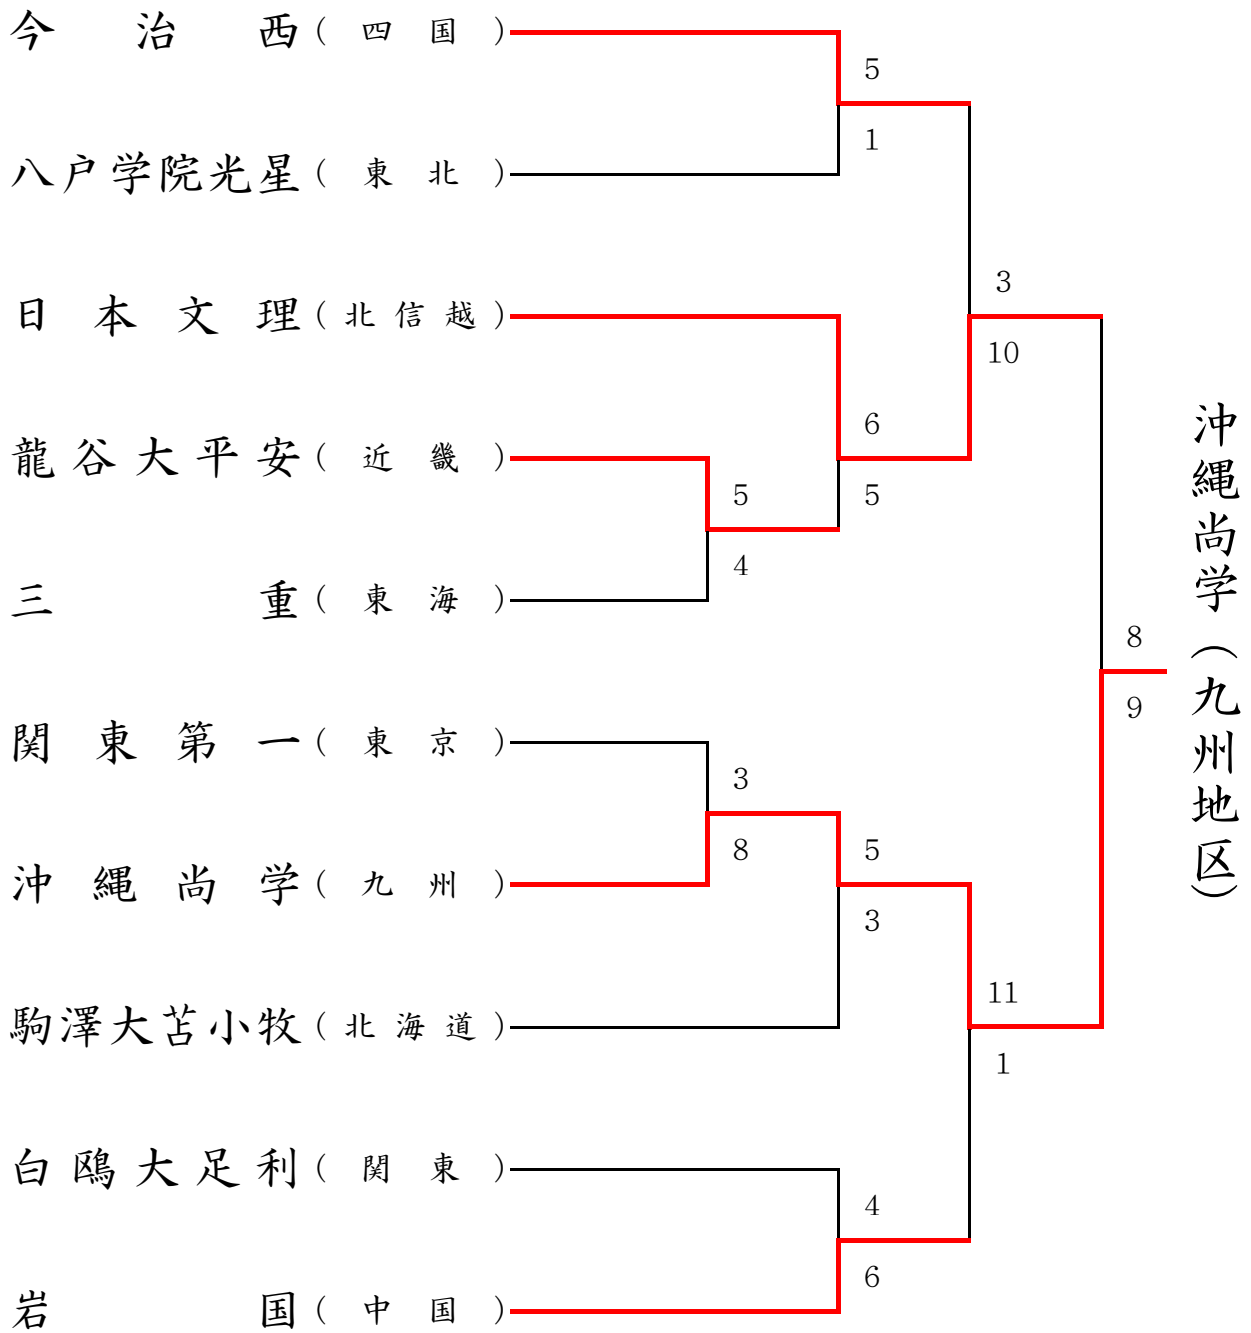 今治西(四国)
5
1
八戸学院光星(東北)
3
日本文理(北信越)
10
6
龍谷大平安(近畿)
5
5
4
三重(東海)
8
9
関東第一(東京)
3
8
5
沖縄尚学(九州)
3
11
駒澤大苫小牧(北海道)
1
白鴎大足利(関東)
4
6
岩国(中国)
沖縄尚学(九州地区)